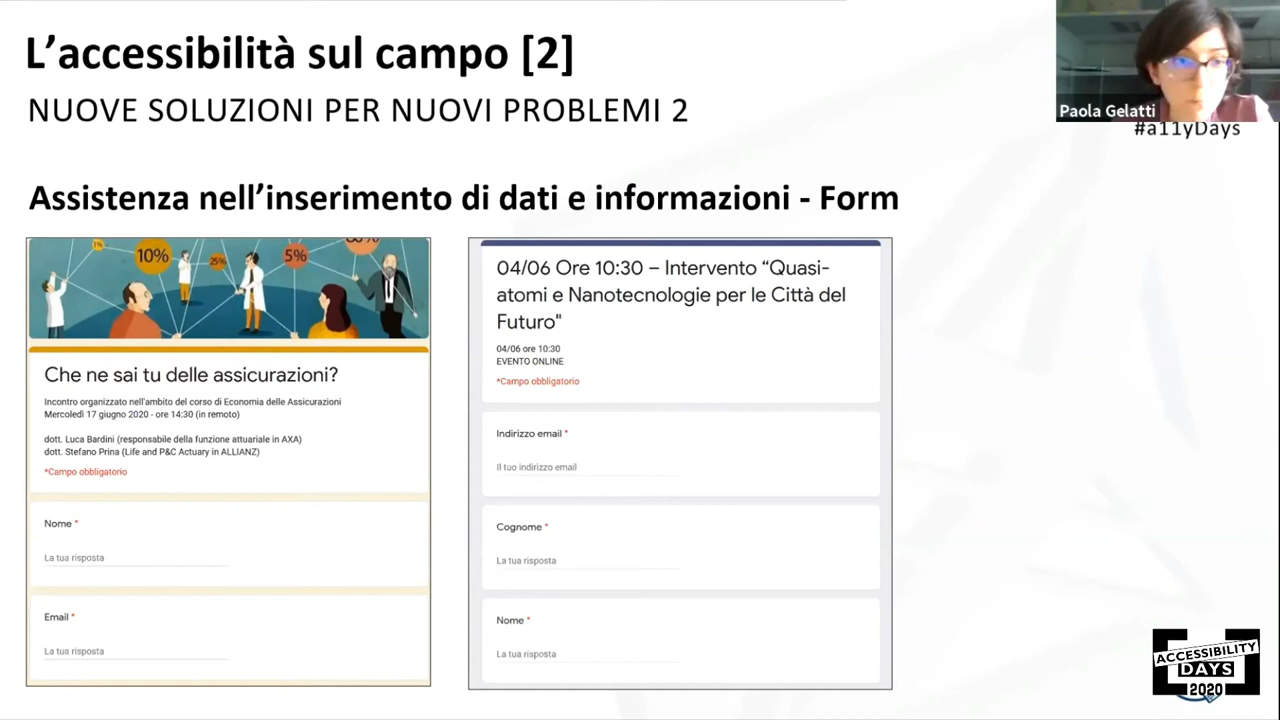 L’accessibilità sul campo [2]
NUOVE SOLUZIONI PER NUOVI PROBLEMI 2
Paola Gelatti
#a11yDays
Assistenza nell’inserimento di dati e informazioni - Form
1%
10%
25%
5%
Che ne sai tu delle assicurazioni?
Incontro organizzato nell'ambito del corso di Economia delle Assicurazioni
Mercoledì 17 giugno 2020 - ore 14:30 (in remoto)
dott. Luca Bardini (responsabile della funzione attuariale in AXA)
dott. Stefano Prina (Life and P&C Actuary in ALLIANZ)
*Campo obbligatorio
Nome *
La tua risposta
Email *
La tua risposta
04/06 Ore 10:30 – Intervento “Quasi-
atomi e Nanotecnologie per le Città del
Futuro"
04/06 ore 10:30
EVENTO ONLINE
*Campo obbligatorio
Indirizzo email *
Il tuo indirizzo email
Cognome *
La tua risposta
Nome *
La tua risposta
ACCESSIBILITY
DAYS
2020